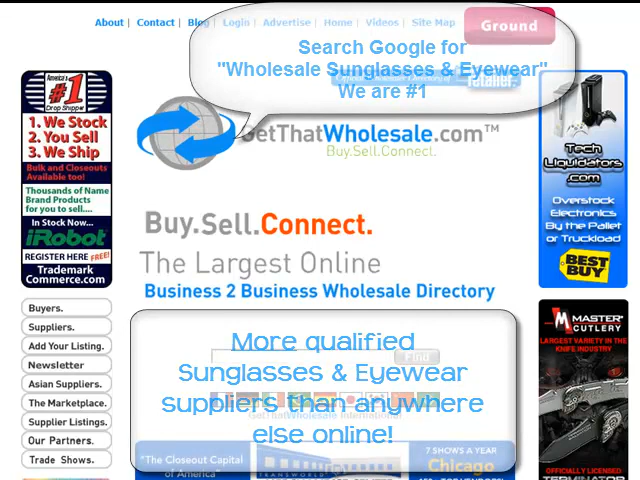 About | Contact | Blog | Login | Advertise | Home | Videos | Site Map
Ground
Search Google for
"Wholesale Sunglasses & Eyewear"
We are #1
retailer.
America's
#1
Drop Shipper
1. We Stock
2. You Sell
3. We Ship
Bulk and Closeouts
Available too!
Thousands of Name
Brand Products
for you to sell....
In Stock Now...
iRobot
REGISTER HERE FREE!
Trademark
Commerce.com
GetThatWholesale.com™
Buy.Sell.Connect.
Tech
Liquidators
.com
Overstock
Electronics
By the Pallet
or Truckload
BEST
BUY
Buy.Sell.Connect.
The Largest Online
Business 2 Business Wholesale Directory
Buyers.
Suppliers.
Add Your Listing.
Newsletter
Asian Suppliers.
The Marketplace.
Supplier Listings.
Our Partners.
Trade Shows.
Find
More qualified
Sunglasses & Eyewear
suppliers than anywhere
else online!
GetThatWholesale International
MASTER
CUTLERY
LARGEST VARIETY IN THE
KNIFE INDUSTRY
OFFICIALLY LICENSED
"The Closeout Capital
of America"
TRANSWORLD
7 SHOWS A YEAR
Chicago